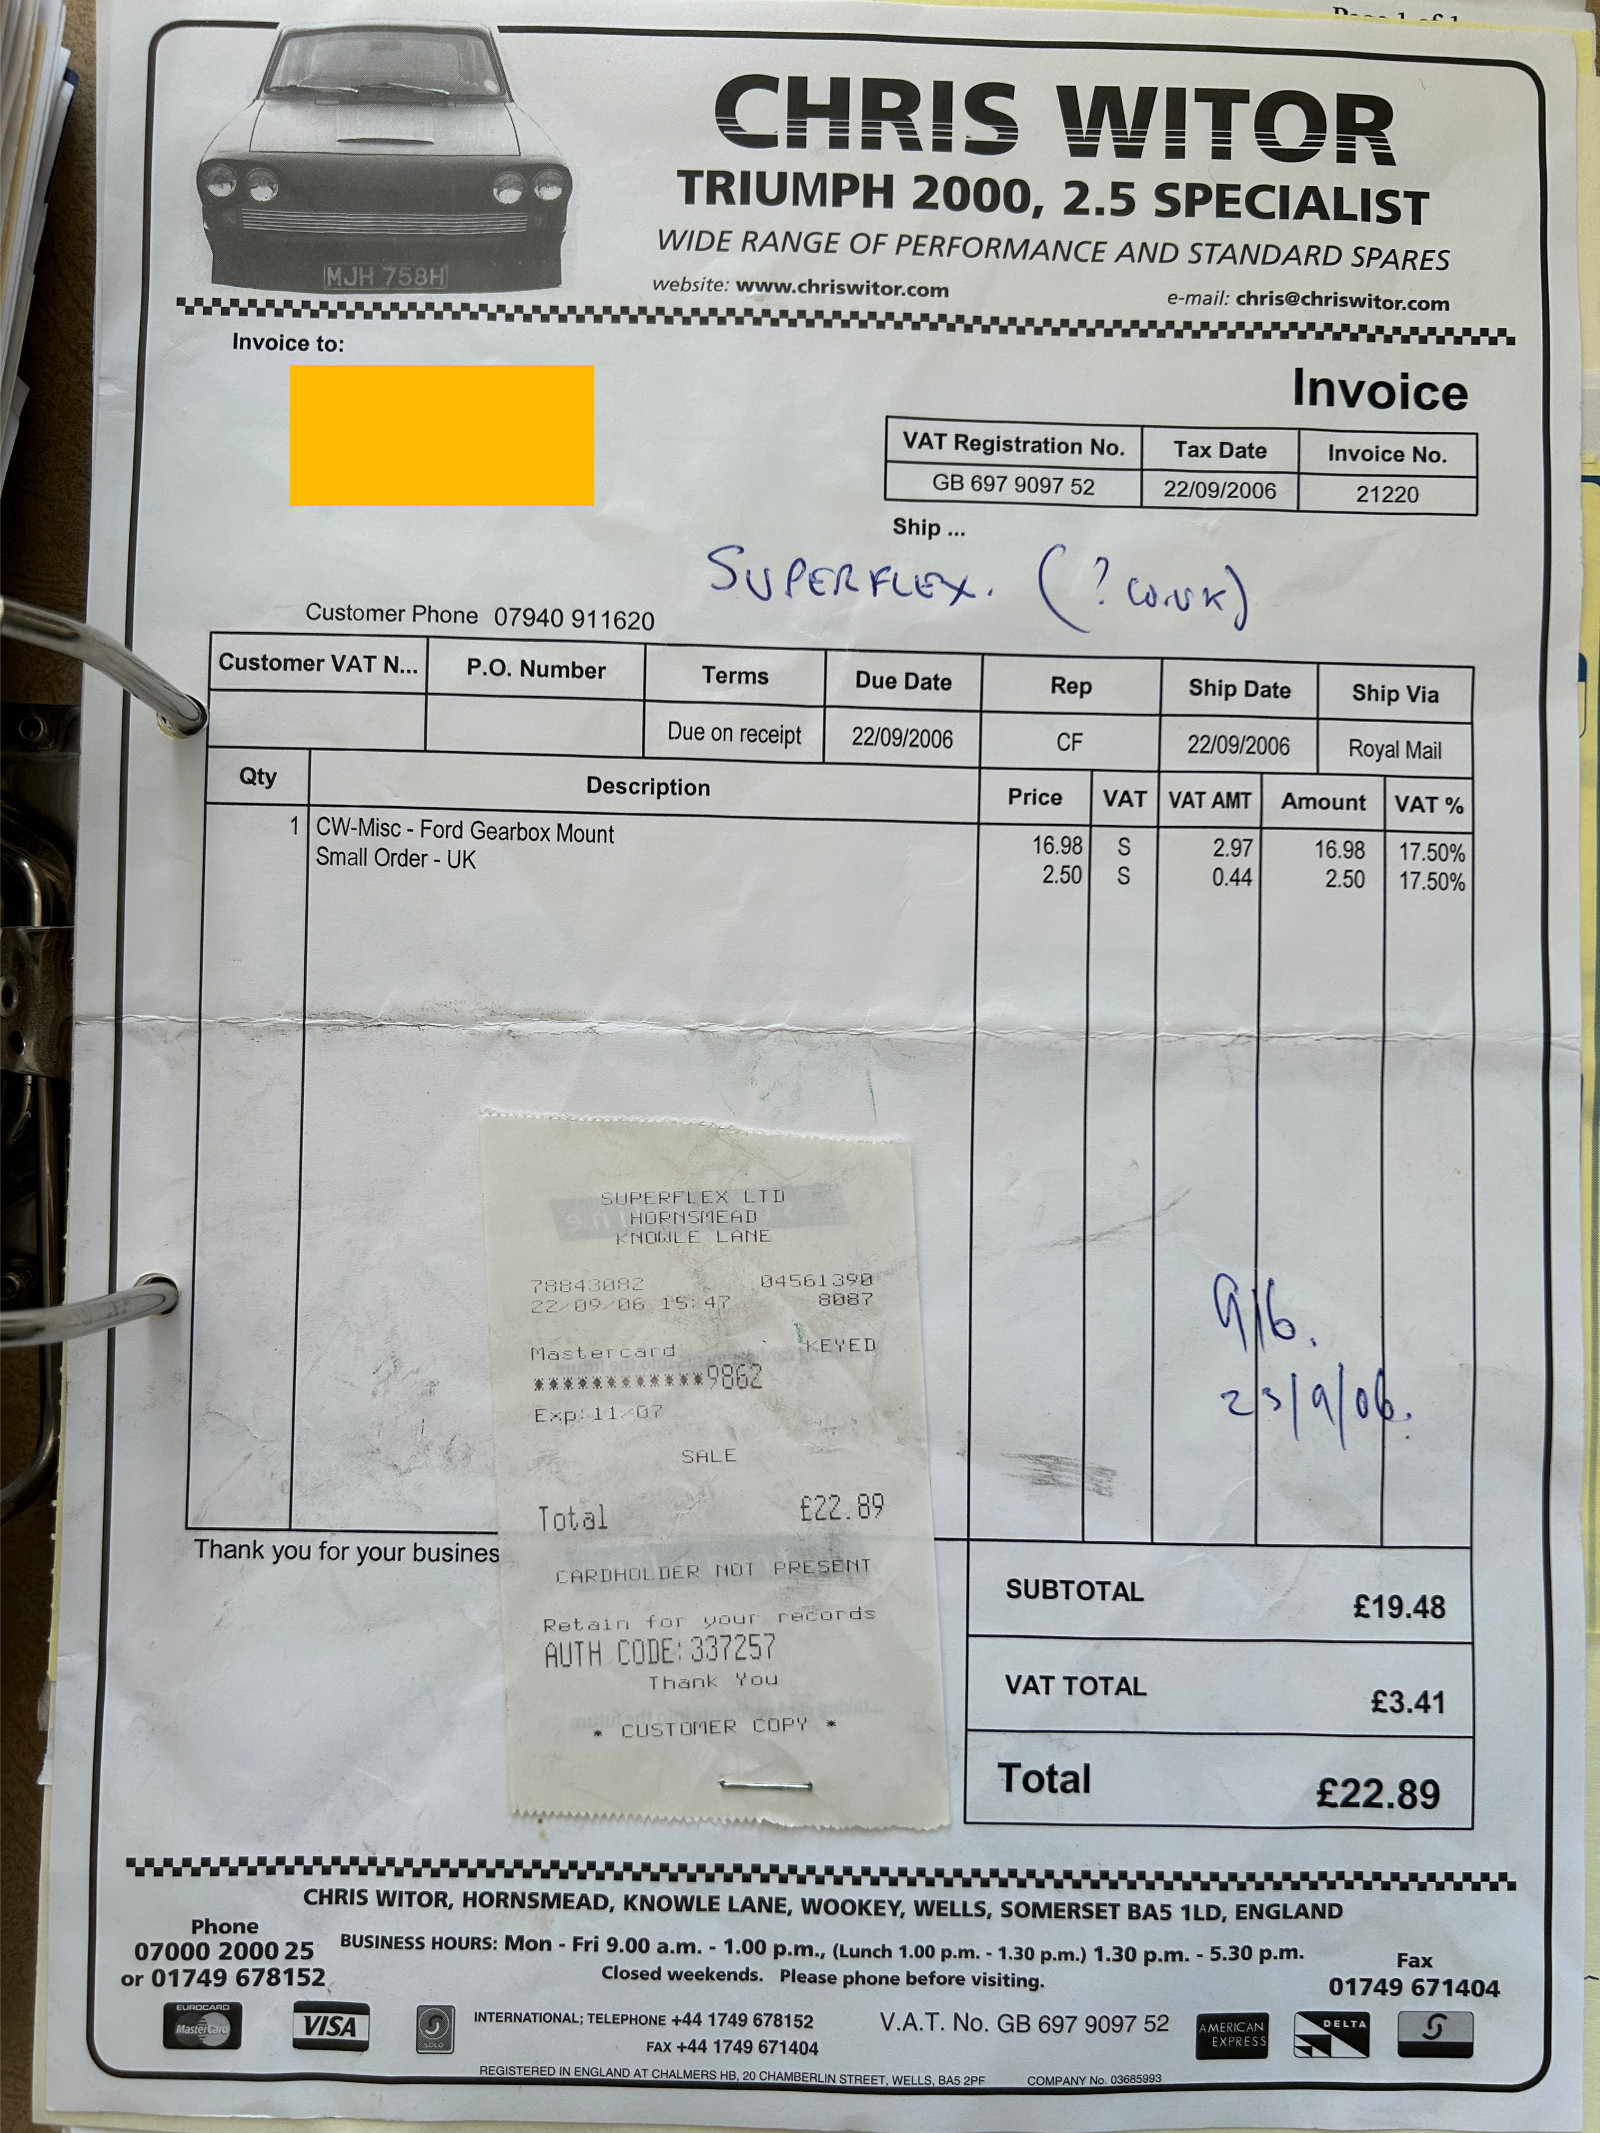 CHRIS WITOR
TRIUMPH 2000, 2.5 SPECIALIST
WIDE RANGE OF PERFORMANCE AND STANDARD SPARES
website: www.chriswitor.com e-mail: chris@chriswitor.com
MJH 758H
Invoice to:
Invoice
VAT Registration No. Tax Date Invoice No.
GB 697 9097 52 22/09/2006 21220
Ship ...
SUPERFLEX. (?
Customer Phone 07940 911620
Customer VAT N... P.O. Number Terms Due Date Rep Ship Date Ship Via
Due on receipt 22/09/2006 CF 22/09/2006 Royal Mail
Qty Description Price VAT VAT AMT Amount VAT %
1 CW-Misc - Ford Gearbox Mount 16.98 S 2.97 16.98 17.50%
Small Order - UK 2.50 S 0.44 2.50 17.50%
SUPERFLEX LTD
HORNSMEAD
KNOWLE LANE
78843082 04561390
22/09/06 15:47 8087
Mastercard KEYED
************9862
Exp:11/07
SALE
Total £22.89
CARDHOLDER NOT PRESENT
Retain for your records
AUTH CODE:337257
Thank You
* CUSTOMER COPY *
23/9/06.
Thank you for your busines
SUBTOTAL £19.48
VAT TOTAL £3.41
Total £22.89
CHRIS WITOR, HORNSMEAD, KNOWLE LANE, WOOKEY, WELLS, SOMERSET BA5 1LD, ENGLAND
Phone
07000 2000 25
or 01749 678152
BUSINESS HOURS: Mon - Fri 9.00 a.m. - 1.00 p.m., (Lunch 1.00 p.m. - 1.30 p.m.) 1.30 p.m. - 5.30 p.m.
Closed weekends. Please phone before visiting.
Fax
01749 671404
EUROCARD
MasterCard
VISA
SOLO
INTERNATIONAL; TELEPHONE +44 1749 678152
FAX +44 1749 671404
V.A.T. No. GB 697 9097 52
AMERICAN EXPRESS
DELTA
S
REGISTERED IN ENGLAND AT CHALMERS HB, 20 CHAMBERLIN STREET, WELLS, BA5 2PF COMPANY No. 03685993